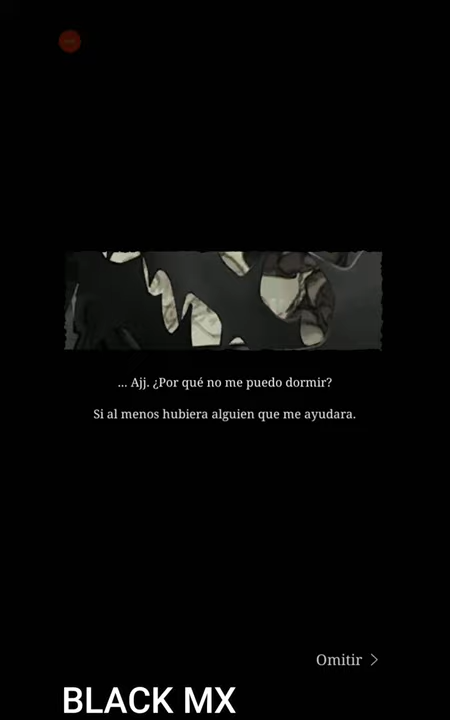 ... Ajj. ¿Por qué no me puedo dormir?
Si al menos hubiera alguien que me ayudara.
Omitir
BLACK MX